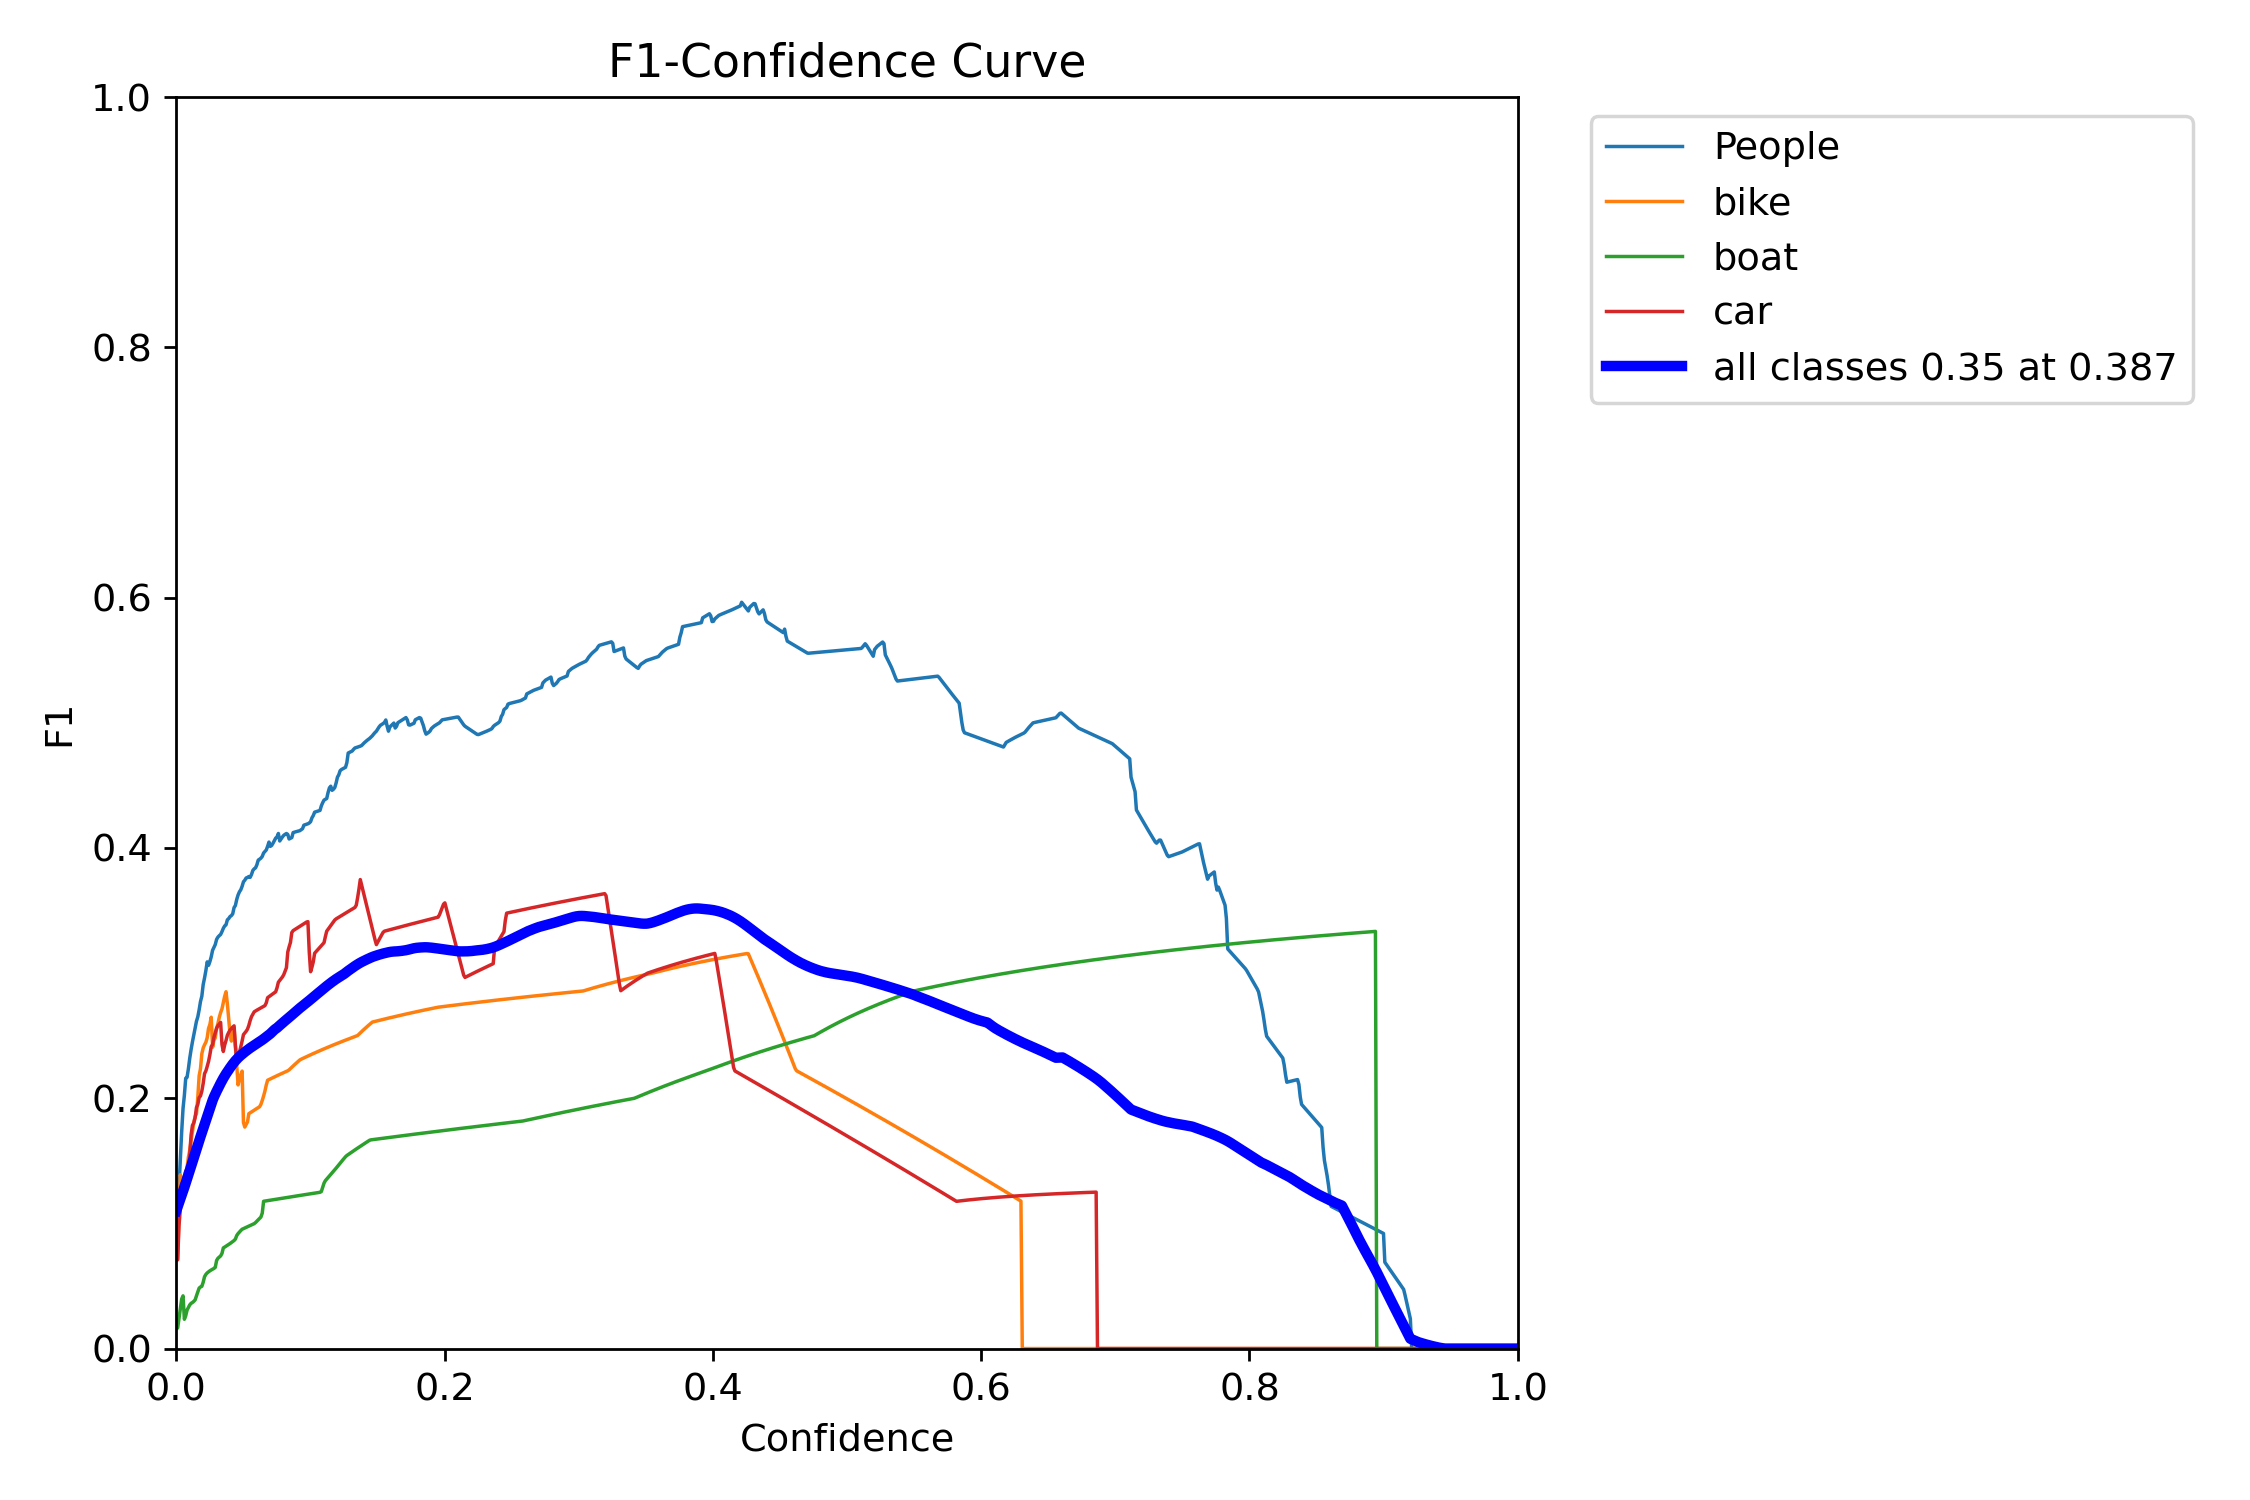 F1-Confidence Curve
1.0
0.8
0.6
0.4
0.2
0.0
F1
0.0 0.2 0.4 0.6 0.8 1.0
Confidence
People
bike
boat
car
all classes 0.35 at 0.387